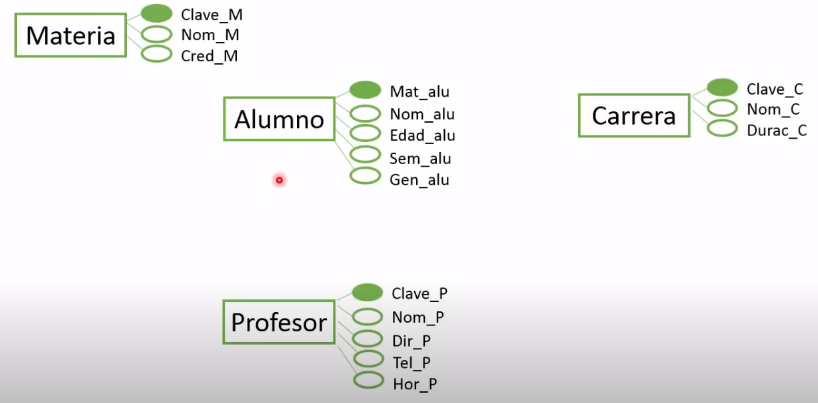 Materia
Clave_M
Nom_M
Cred_M
Alumno
Mat_alu
Nom_alu
Edad_alu
Sem_alu
Gen_alu
Carrera
Clave_C
Nom_C
Durac_C
Profesor
Clave_P
Nom_P
Dir_P
Tel_P
Hor_P